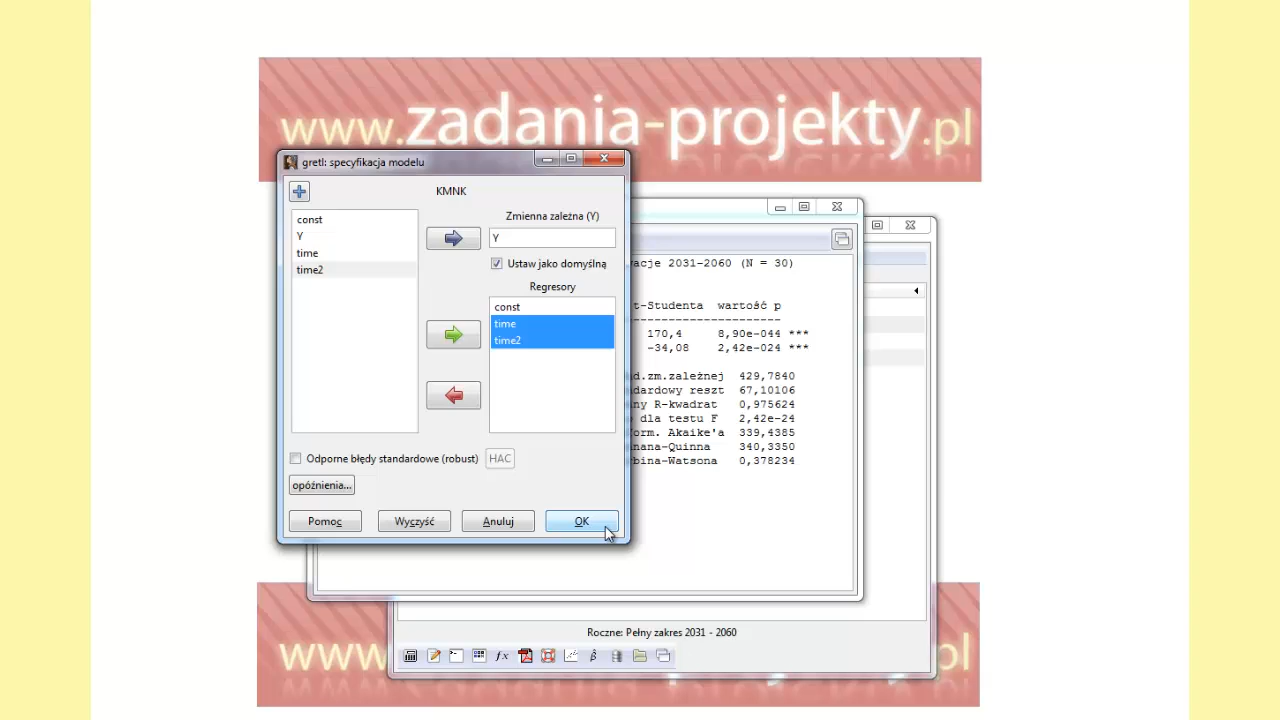 www.zadania-projekty.pl
gretl: specyfikacja modelu
KMNK
const
Y
time
time2
Zmienna zależna (Y)
Y
Ustaw jako domyślną
Regresory
const
time
time2
Odporne błędy standardowe (robust) HAC
opóźnienia...
Pomoc Wyczyść Anuluj OK
acje 2031-2060 (N = 30)
t-Studenta wartość p
170,4 8,90e-044 ***
-34,08 2,42e-024 ***
d.zm.zależnej 429,7840
dardowy reszt 67,10106
ny R-kwadrat 0,975624
o dla testu F 2,42e-24
form. Akaike'a 339,4385
nana-Quinna 340,3350
bina-Watsona 0,378234
Roczne: Pełny zakres 2031 - 2060